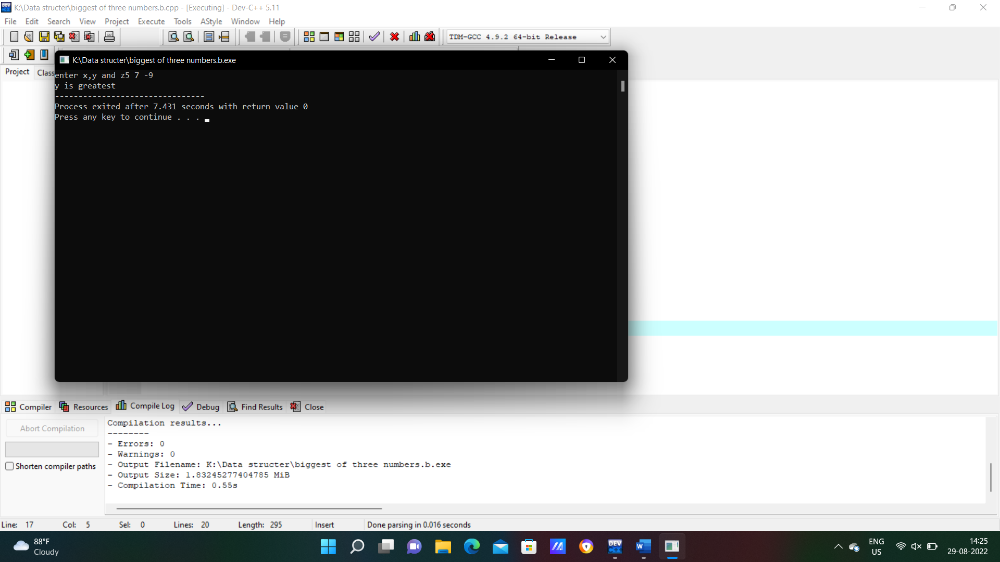 K:\Data structer\biggest of three numbers.b.cpp - [Executing] - Dev-C++ 5.11
File Edit Search View Project Execute Tools AStyle Window Help
TDM-GCC 4.9.2 64-bit Release
Project Class
K:\Data structer\biggest of three numbers.b.exe
enter x,y and z5 7 -9
y is greatest
--------------------------------
Process exited after 7.431 seconds with return value 0
Press any key to continue . . .
Compiler Resources Compile Log Debug Find Results Close
Abort Compilation
Shorten compiler paths
Compilation results...
--------
- Errors: 0
- Warnings: 0
- Output Filename: K:\Data structer\biggest of three numbers.b.exe
- Output Size: 1.83245277404785 MiB
- Compilation Time: 0.55s
Line: 17 Col: 5 Sel: 0 Lines: 20 Length: 295 Insert Done parsing in 0.016 seconds
88°F
Cloudy
DEV
C++
W
ENG
US
14:25
29-08-2022